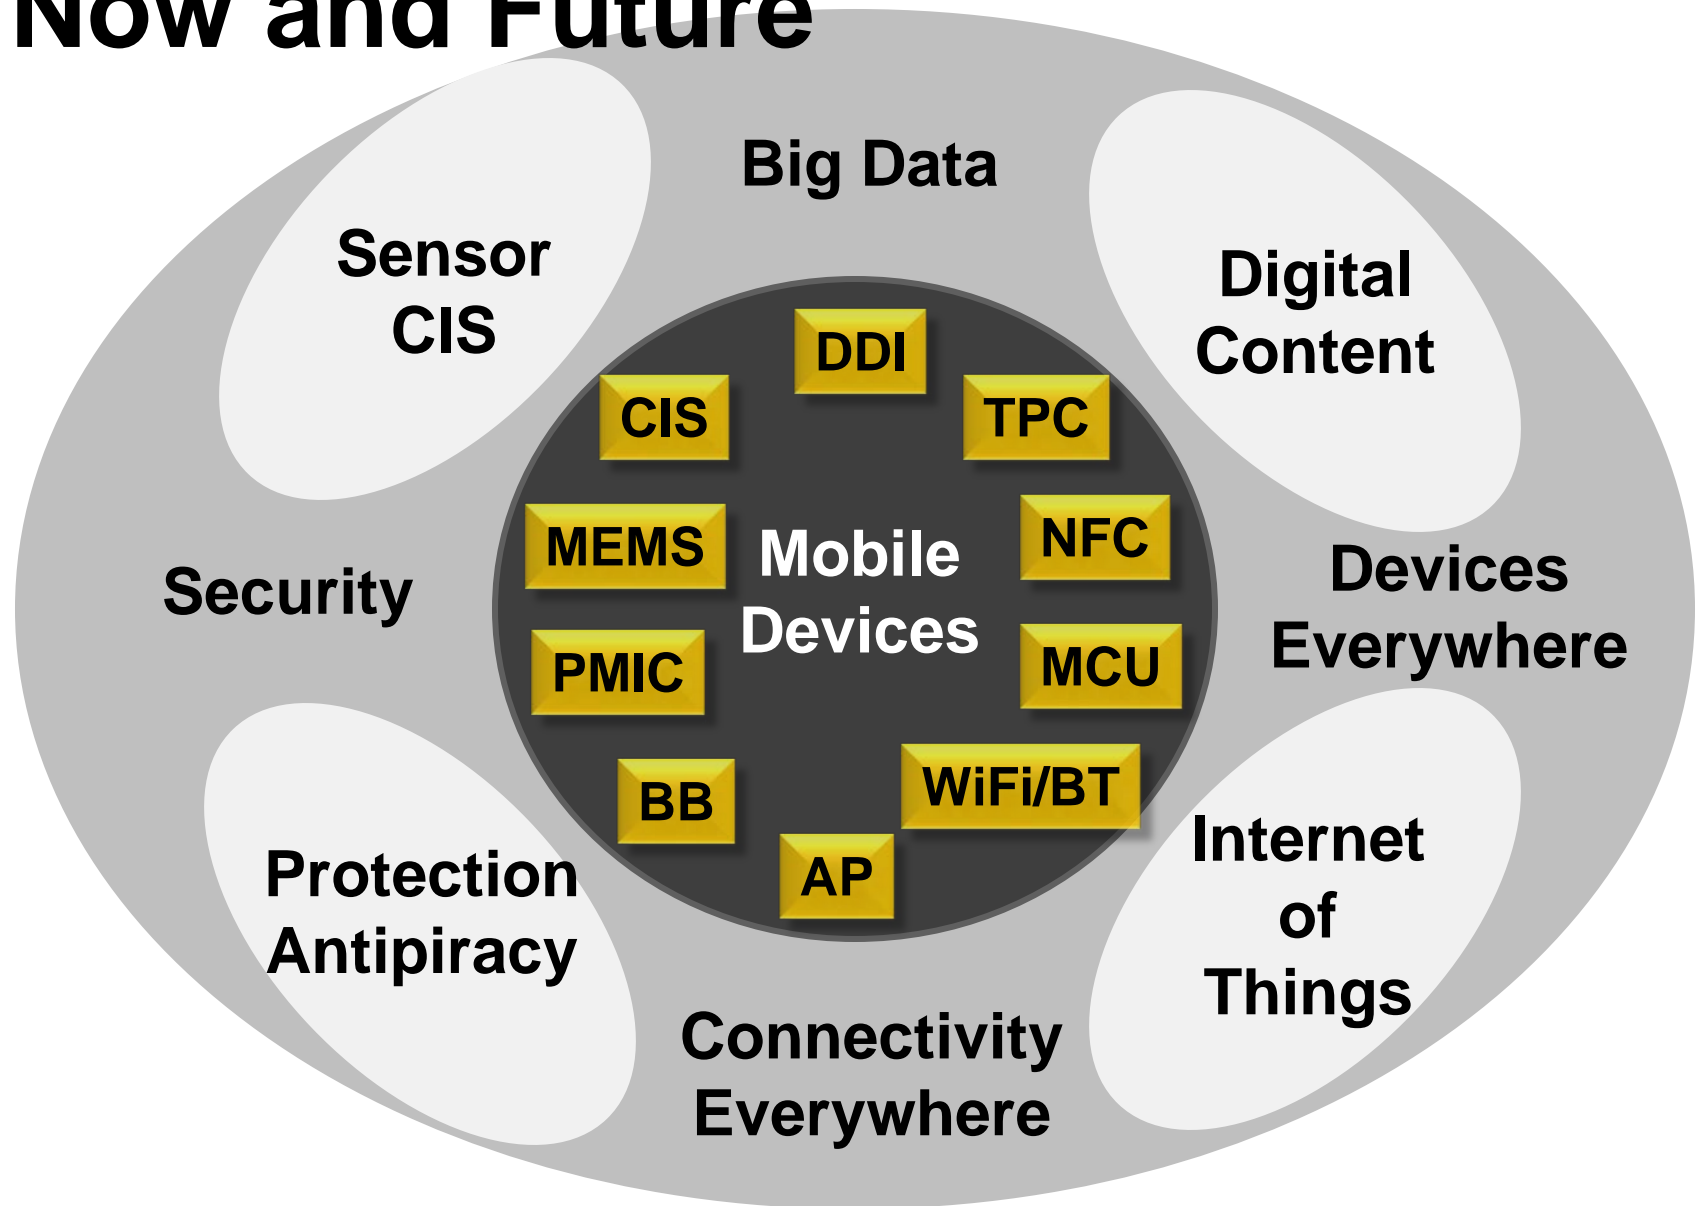 Now and Future
Big Data
Sensor
CIS
Digital
Content
DDI
CIS
TPC
MEMS
NFC
Mobile
Devices
Security
Devices
Everywhere
PMIC
MCU
BB
WiFi/BT
AP
Protection
Antipiracy
Internet
of
Things
Connectivity
Everywhere